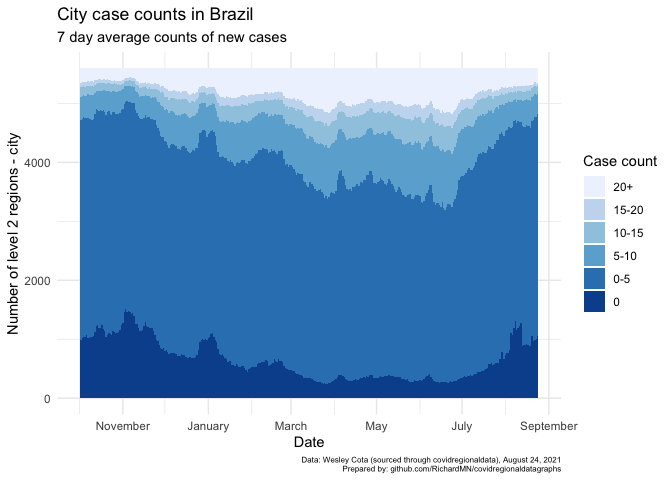 City case counts in Brazil
7 day average counts of new cases
Number of level 2 regions - city
4000
2000
0
November
January
March
May
July
September
Date
Case count
20+
15-20
10-15
5-10
0-5
0
Data: Wesley Cota (sourced through covidregionaldata), August 24, 2021
Prepared by: github.com/RichardMN/covidregionaldatagraphs